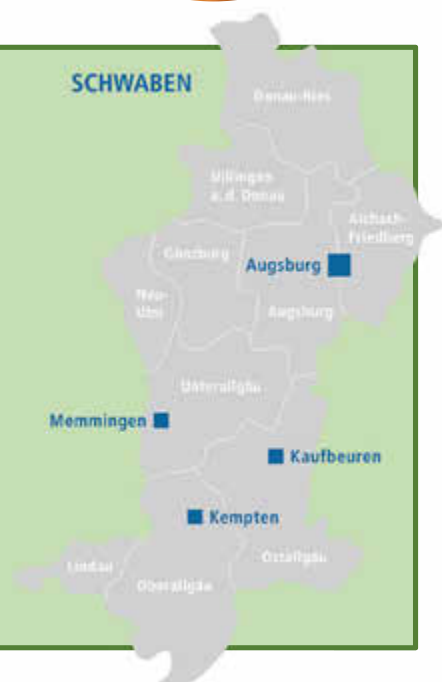 SCHWABEN
Donau-Ries
Dillingen
a. d. Donau
Aichach-
Friedberg
Günzburg
Augsburg
Neu-
Ulm
Augsburg
Unterallgäu
Memmingen
Kaufbeuren
Kempten
Ostallgäu
Lindau
Oberallgäu